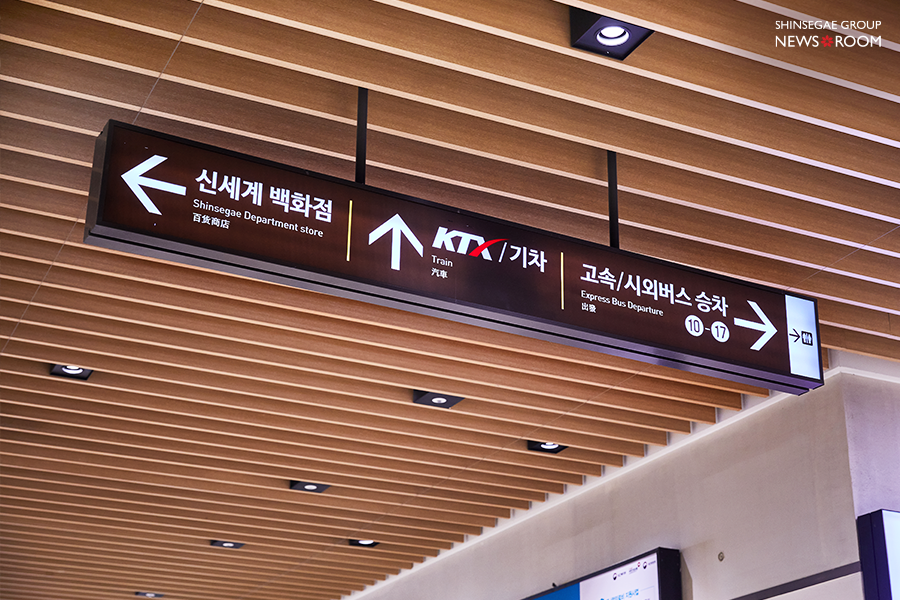 SHINSEGAE GROUP
NEWS ROOM
신세계 백화점
Shinsegae Department store
百货商店
KTX/기차
Train
汽車
고속/시외버스 승차
Express Bus Departure
出發
10-17